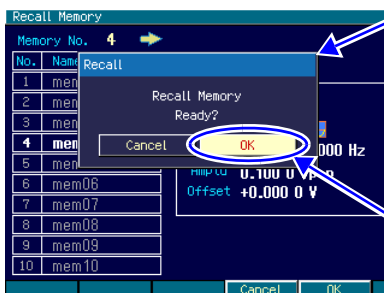 Recall Memory
Memory No. 4
No. Name
Recall
Recall Memory
Ready?
Cancel OK
1 mem
2 mem
3 mem
4 mem
5 mem
6 mem06
7 mem07
8 mem08
9 mem09
10 mem10
000 Hz
0.100 0
Offset +0.000 0 V
Cancel OK